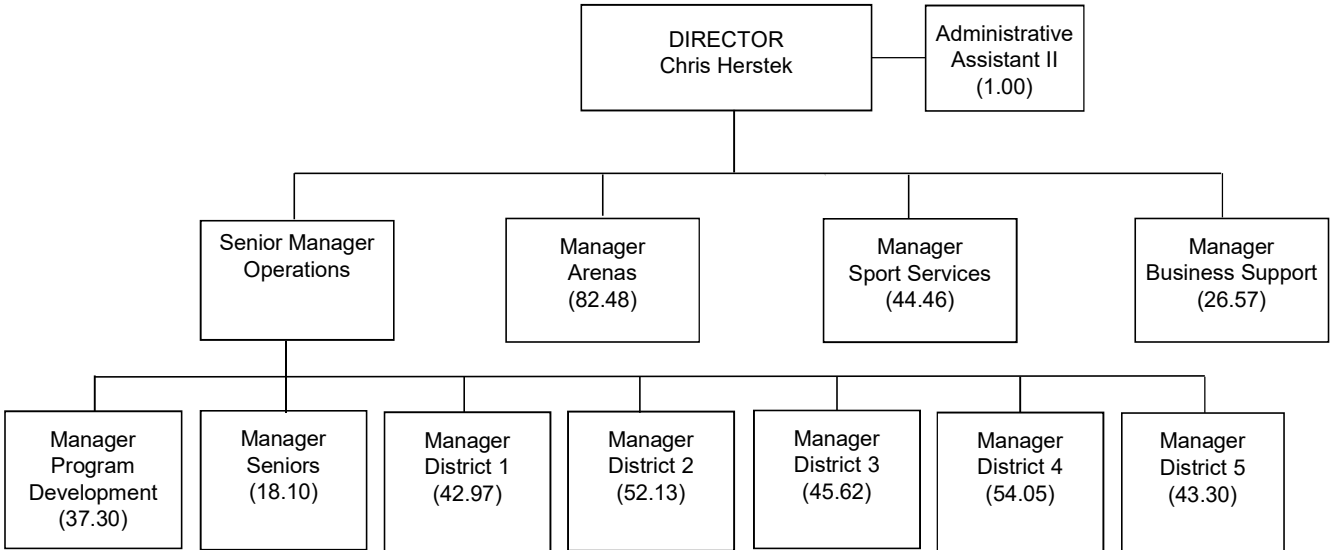 DIRECTOR
Chris Herstek
Administrative
Assistant II
(1.00)
Senior Manager
Operations
Manager
Arenas
(82.48)
Manager
Sport Services
(44.46)
Manager
Business Support
(26.57)
Manager
Program
Development
(37.30)
Manager
Seniors
(18.10)
Manager
District 1
(42.97)
Manager
District 2
(52.13)
Manager
District 3
(45.62)
Manager
District 4
(54.05)
Manager
District 5
(43.30)